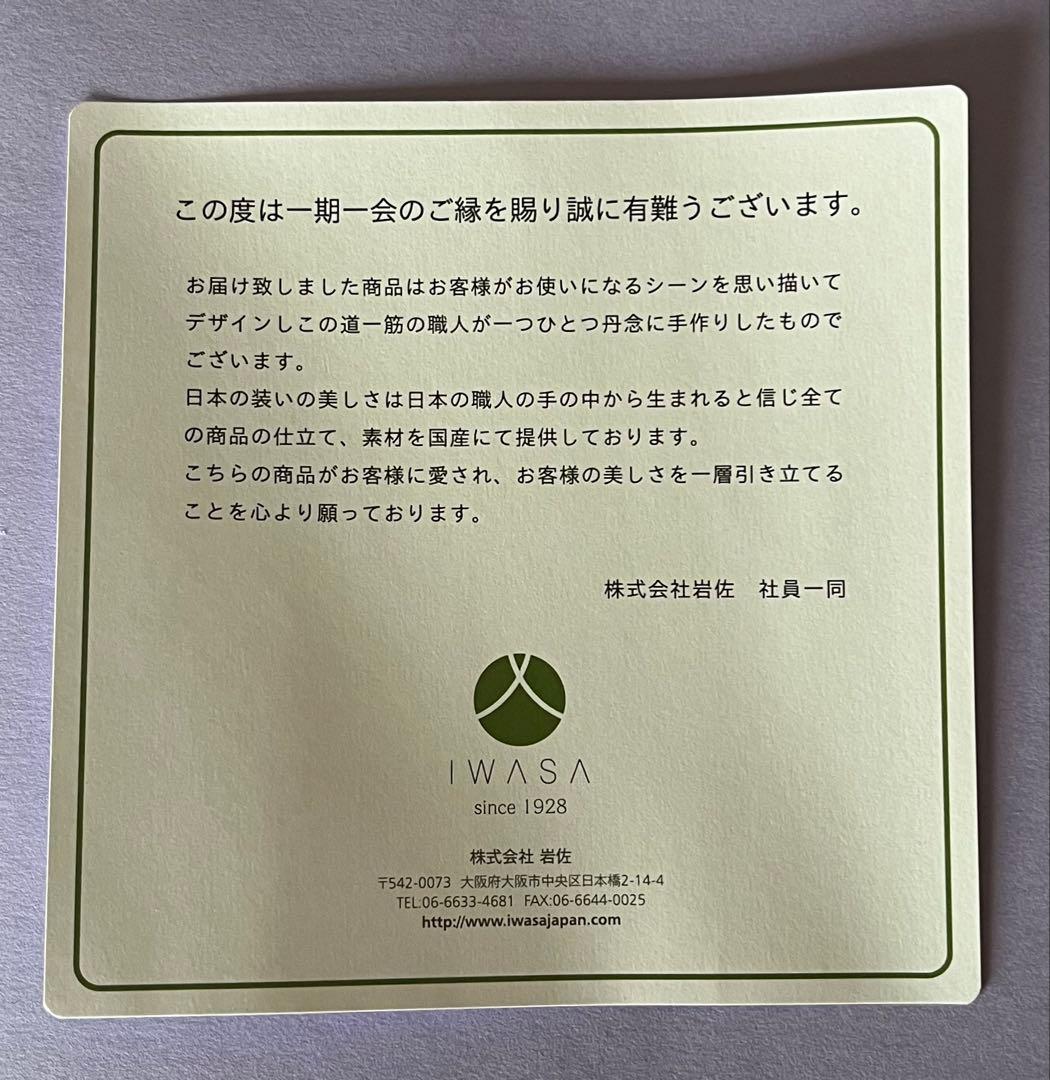 この度は一期一会のご縁を賜り誠に有難うございます。
お届け致しました商品はお客様がお使いになるシーンを思い描いて
デザインしこの道一筋の職人が一つひとつ丹念に手作りしたもので
ございます。
日本の装いの美しさは日本の職人の手の中から生まれると信じ全て
の商品の仕立て、素材を国産にて提供しております。
こちらの商品がお客様に愛され、お客様の美しさを一層引き立てる
ことを心より願っております。
株式会社岩佐　社員一同
IWASA
since 1928
株式会社 岩佐
〒542-0073 大阪府大阪市中央区日本橋2-14-4
TEL:06-6633-4681 FAX:06-6644-0025
http://www.iwasajapan.com